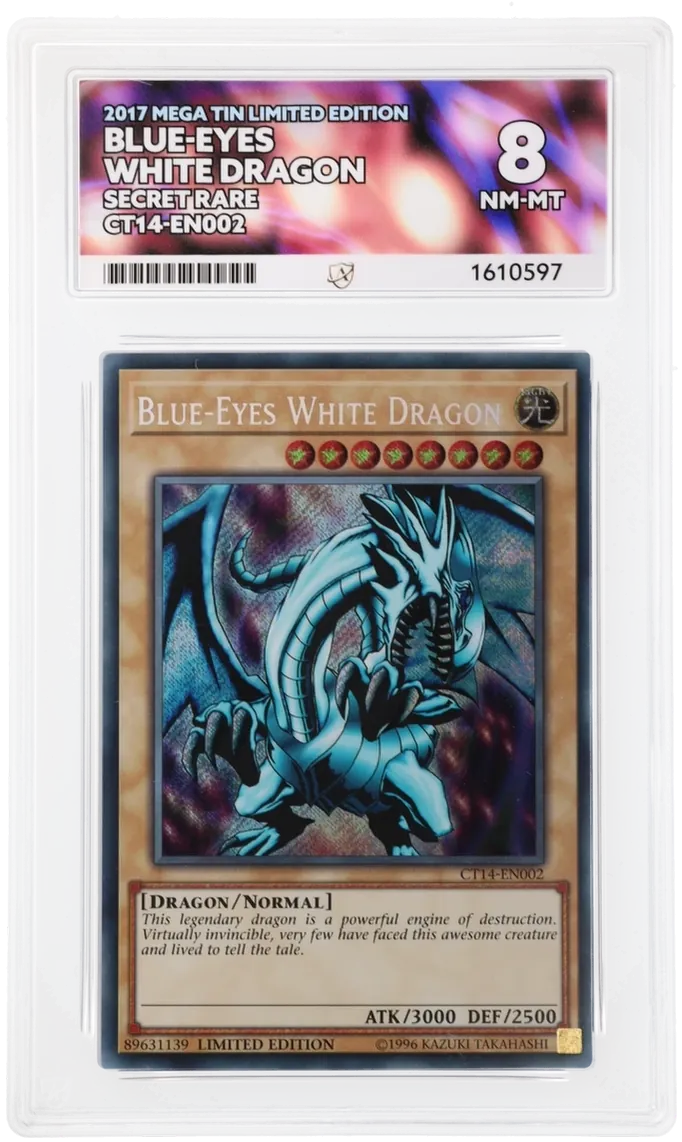 2017 MEGA TIN LIMITED EDITION
BLUE-EYES
WHITE DRAGON
SECRET RARE
CT14-EN002
8
NM-MT
1610597
BLUE-EYES WHITE DRAGON
光
CT14-EN002
[DRAGON/NORMAL]
This legendary dragon is a powerful engine of destruction.
Virtually invincible, very few have faced this awesome creature
and lived to tell the tale.
ATK/3000 DEF/2500
89631139 LIMITED EDITION ©1996 KAZUKI TAKAHASHI